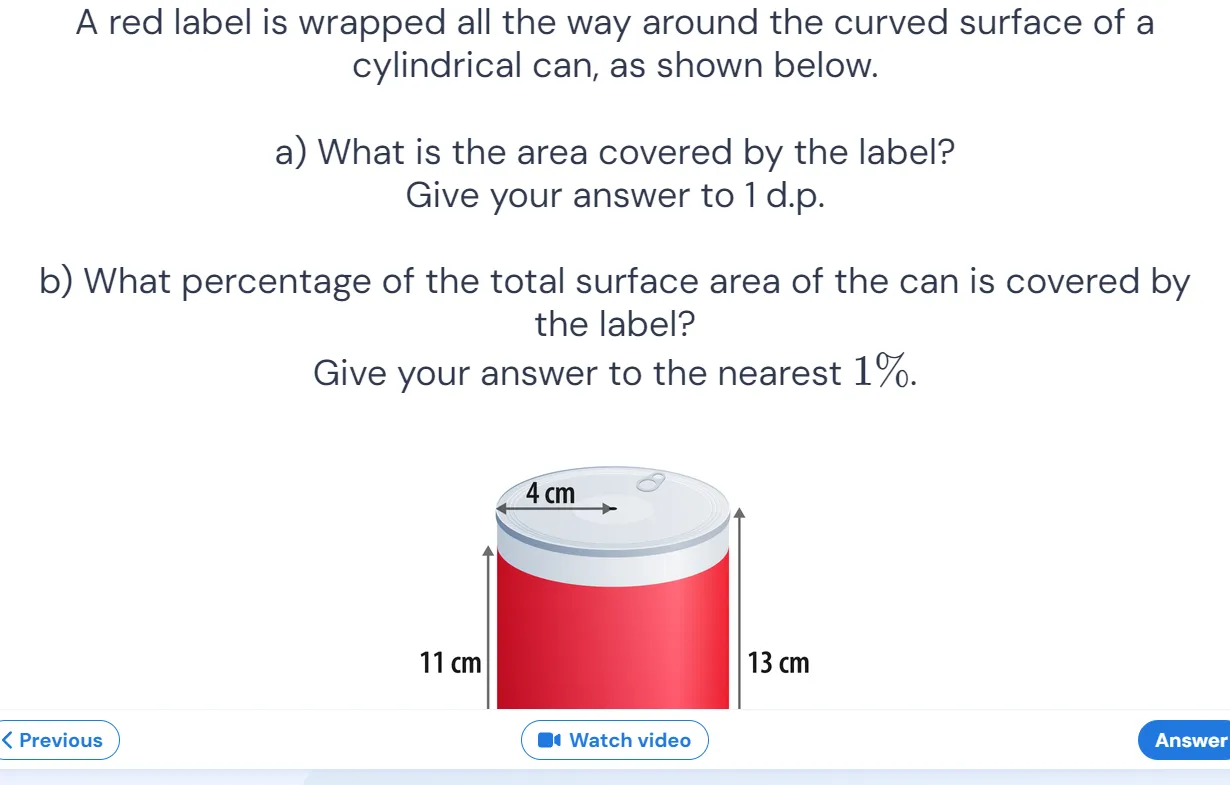 A red label is wrapped all the way around the curved surface of a
cylindrical can, as shown below.
a) What is the area covered by the label?
Give your answer to 1 d.p.
b) What percentage of the total surface area of the can is covered by
the label?
Give your answer to the nearest 1%.
4 cm
11 cm
13 cm
Previous
Watch video
Answer